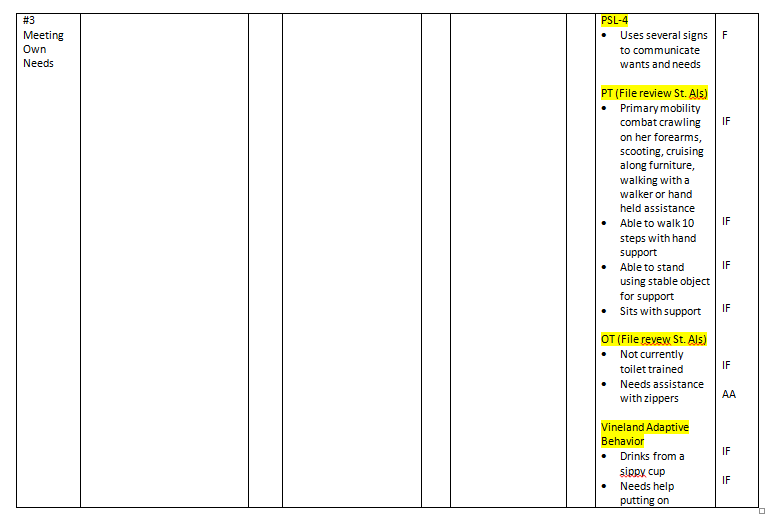 #3
Meeting
Own
Needs
PSL-4
• Uses several signs
to communicate
wants and needs
F
PT (File review St. Als)
• Primary mobility
combat crawling
on her forearms,
scooting, cruising
along furniture,
walking with a
walker or hand
held assistance
IF
• Able to walk 10
steps with hand
support
IF
• Able to stand
using stable object
for support
IF
• Sits with support
IF
OT (File revew St. Als)
• Not currently
toilet trained
IF
• Needs assistance
with zippers
AA
Vineland Adaptive
Behavior
• Drinks from a
sippy cup
IF
• Needs help
putting on
IF